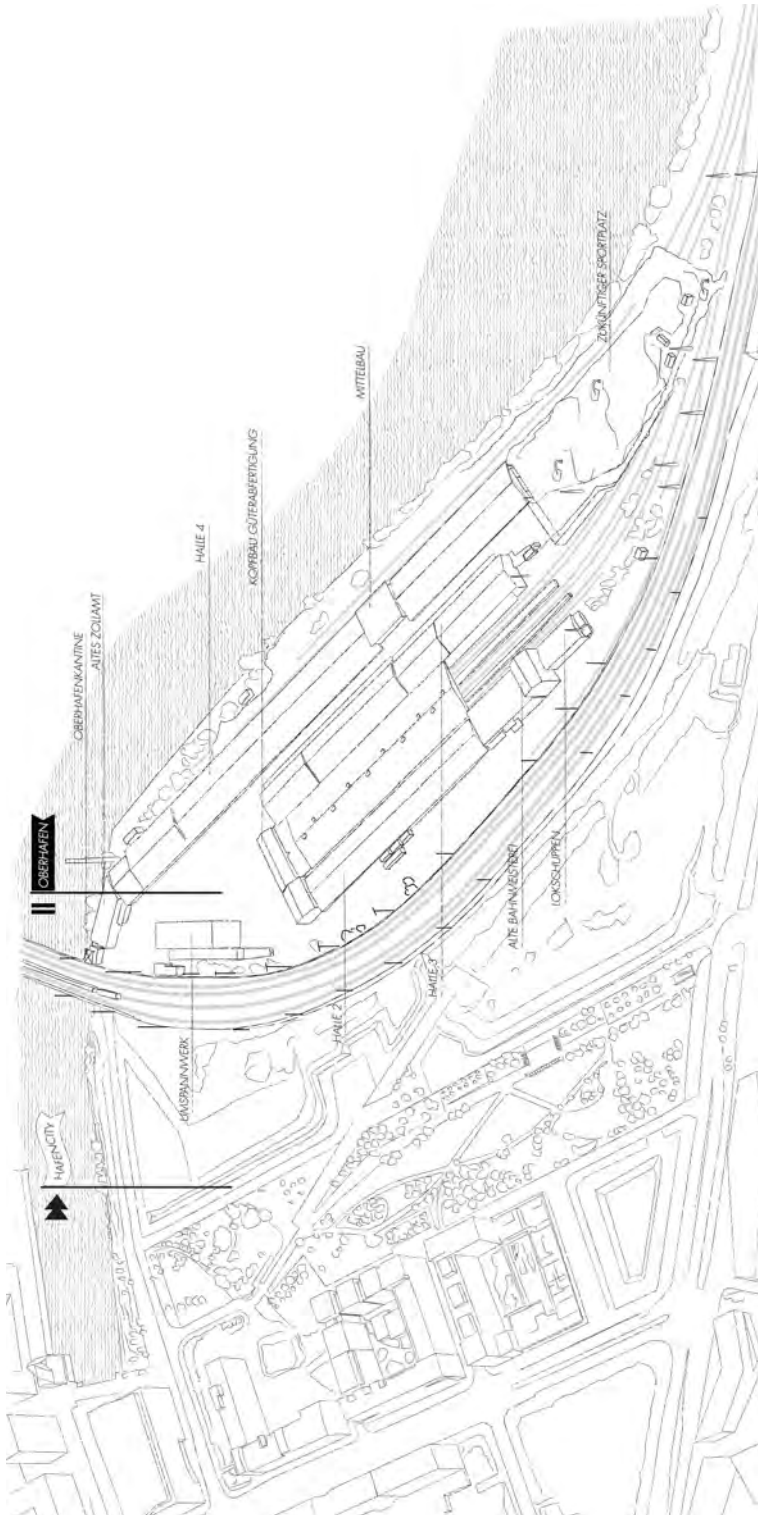 OBERHAFEN
OBERHAFENKANTINE
ALTES ZOLLAMT
HALLE 4
KOPFBAU GÜTERABFERTIGUNG
MITTELBAU
ZUKÜNFTIGER SPORTPLATZ
HAFENCITY
UMSPANNWERK
HALLE 2
HALLE 3
ALTE BAHNMEISTEREI
LOKSCHUPPEN